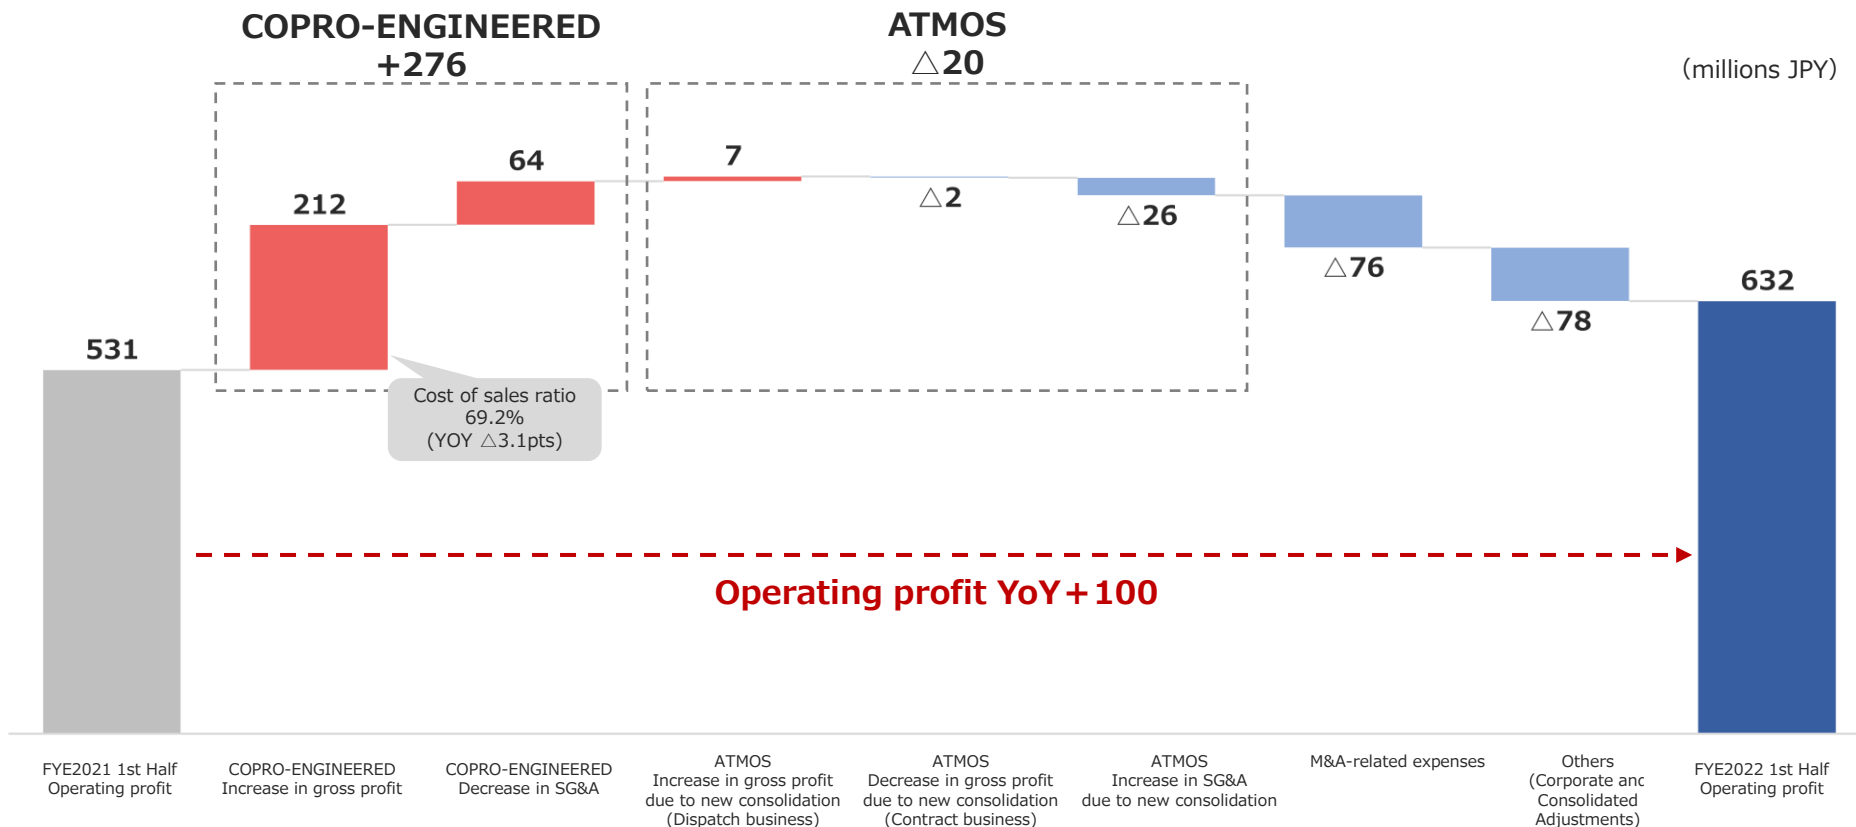 COPRO-ENGINEERED
+276
ATMOS
△20
(millions JPY)
531
212
64
7
△2
△26
△76
△78
632
Cost of sales ratio
69.2%
(YOY △3.1pts)
Operating profit YoY+100
FYE2021 1st Half
Operating profit
COPRO-ENGINEERED
Increase in gross profit
COPRO-ENGINEERED
Decrease in SG&A
ATMOS
Increase in gross profit
due to new consolidation
(Dispatch business)
ATMOS
Decrease in gross profit
due to new consolidation
(Contract business)
ATMOS
Increase in SG&A
due to new consolidation
M&A-related expenses
Others
(Corporate and
Consolidated
Adjustments)
FYE2022 1st Half
Operating profit